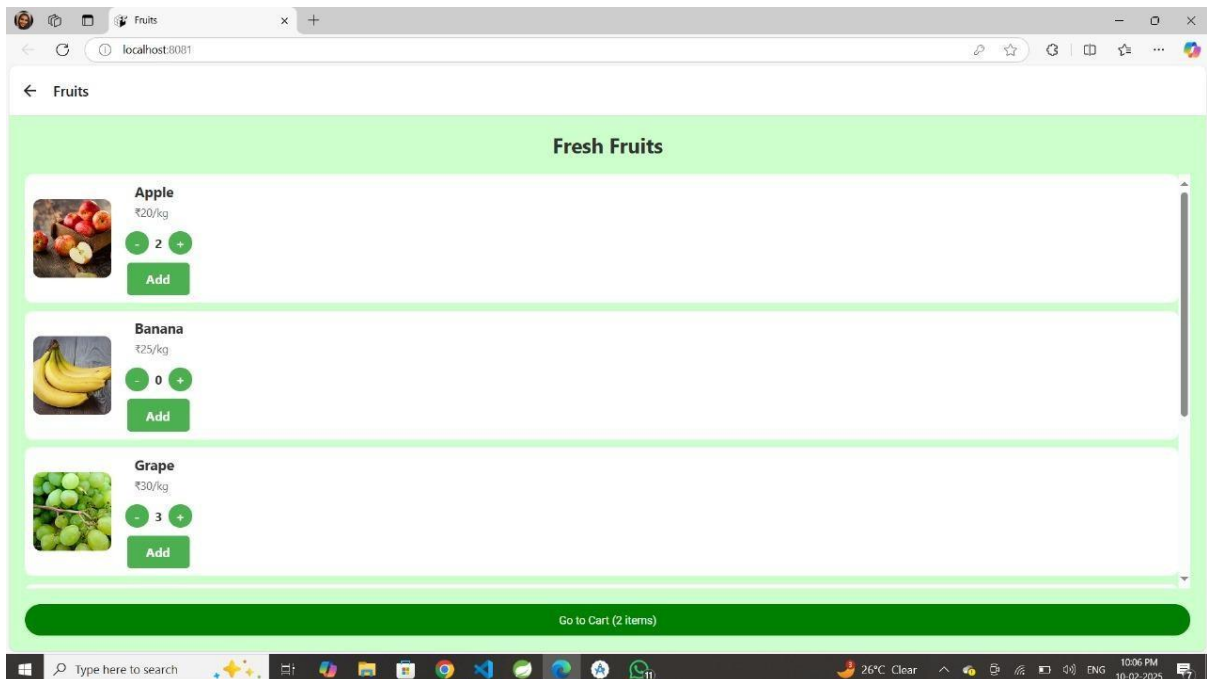 Fruits
localhost:8081
Fruits
Fresh Fruits
Apple
₹20/kg
- 2 +
Add
Banana
₹25/kg
- 0 +
Add
Grape
₹30/kg
- 3 +
Add
Go to Cart (2 items)
Type here to search
11
26°C Clear
ENG
10:06 PM
10-02-2025
7